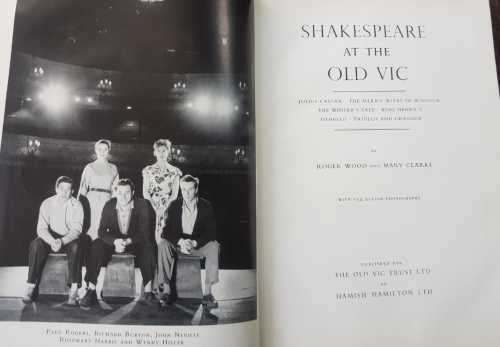 PAUL ROGERS, RICHARD BURTON, JOHN NEVILLE
ROSEMARY HARRIS AND WENDY HILLER
SHAKESPEARE
AT THE
OLD VIC
JULIUS CAESAR · THE MERRY WIVES OF WINDSOR
THE WINTER'S TALE · KING HENRY V
OTHELLO · TROILUS AND CRESSIDA
BY
ROGER WOOD AND MARY CLARKE
WITH ACTION PHOTOGRAPHS
PUBLISHED FOR
THE OLD VIC TRUST LTD
BY
HAMISH HAMILTON LTD